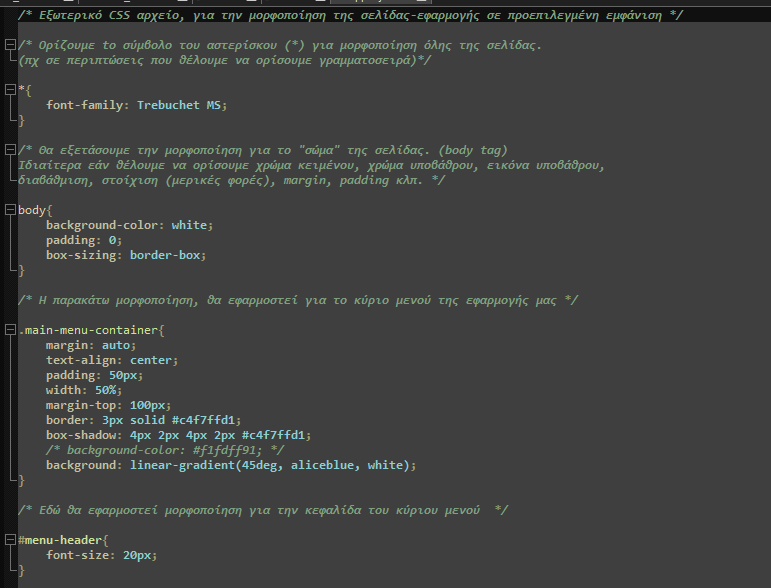 /* Εξωτερικό CSS αρχείο, για την μορφοποίηση της σελίδας-εφαρμογής σε προεπιλεγμένη εμφάνιση */
/* Ορίζουμε το σύμβολο του αστερίσκου (*) για μορφοποίηση όλης της σελίδας.
(πχ σε περιπτώσεις που θέλουμε να ορίσουμε γραμματοσειρά)*/
*{
font-family: Trebuchet MS;
}
/* Θα εξετάσουμε την μορφοποίηση για το "σώμα" της σελίδας. (body tag)
Ιδιαίτερα εάν θέλουμε να ορίσουμε χρώμα κειμένου, χρώμα υποβάθρου, εικόνα υποβάθρου,
διαβάθμιση, στοίχιση (μερικές φορές), margin, padding κλπ. */
body{
background-color: white;
padding: 0;
box-sizing: border-box;
}
/* Η παρακάτω μορφοποίηση, θα εφαρμοστεί για το κύριο μενού της εφαρμογής μας */
.main-menu-container{
margin: auto;
text-align: center;
padding: 50px;
width: 50%;
margin-top: 100px;
border: 3px solid #c4f7ffd1;
box-shadow: 4px 2px 4px 2px #c4f7ffd1;
/* background-color: #f1fdff91; */
background: linear-gradient(45deg, aliceblue, white);
}
/* Εδώ θα εφαρμοστεί μορφοποίηση για την κεφαλίδα του κύριου μενού  */
#menu-header{
font-size: 20px;
}